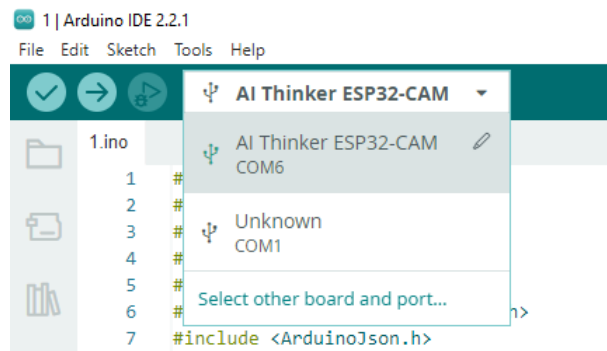 1 | Arduino IDE 2.2.1
File Edit Sketch Tools Help
AI Thinker ESP32-CAM
1.ino
AI Thinker ESP32-CAM
COM6
Unknown
COM1
Select other board and port...
1 #
2 #
3 #
4 #
5 #
6 # h>
7 #include <ArduinoJson.h>